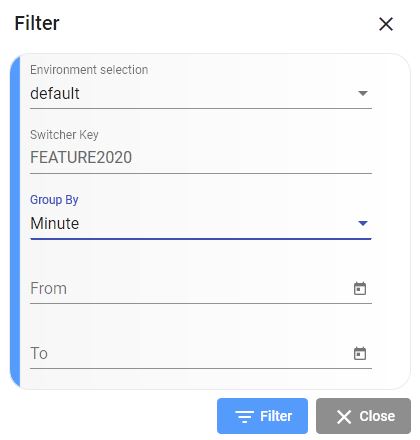 Filter
Environment selection
default
Switcher Key
FEATURE2020
Group By
Minute
From
To
Filter
Close